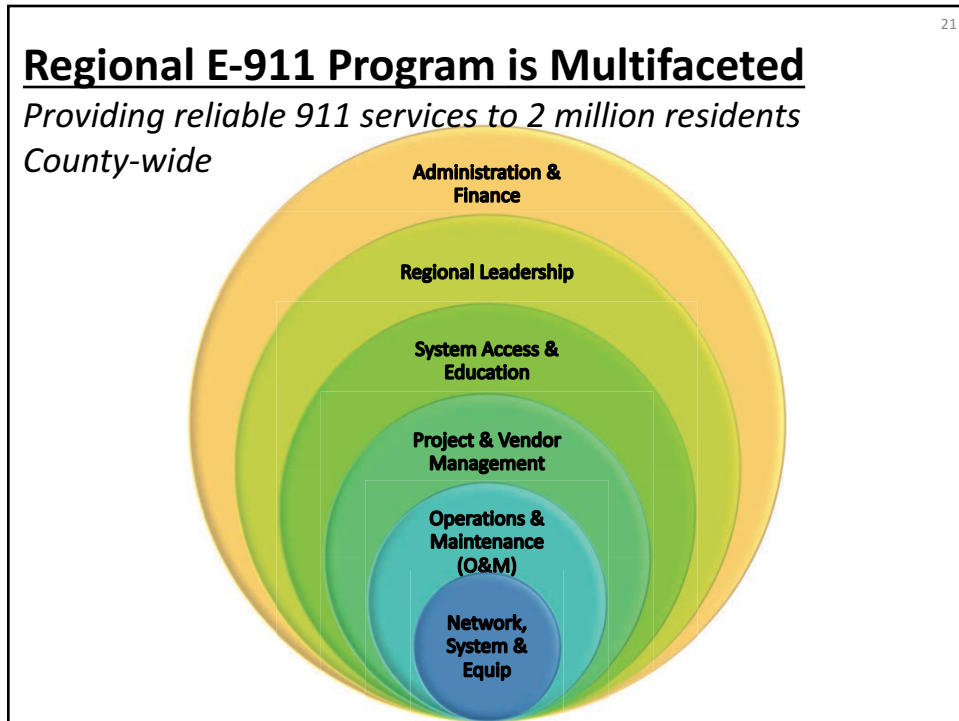 21
Regional E-911 Program is Multifaceted
Providing reliable 911 services to 2 million residents
County-wide
Administration &
Finance
Regional Leadership
System Access &
Education
Project & Vendor
Management
Operations &
Maintenance
(O&M)
Network,
System &
Equip